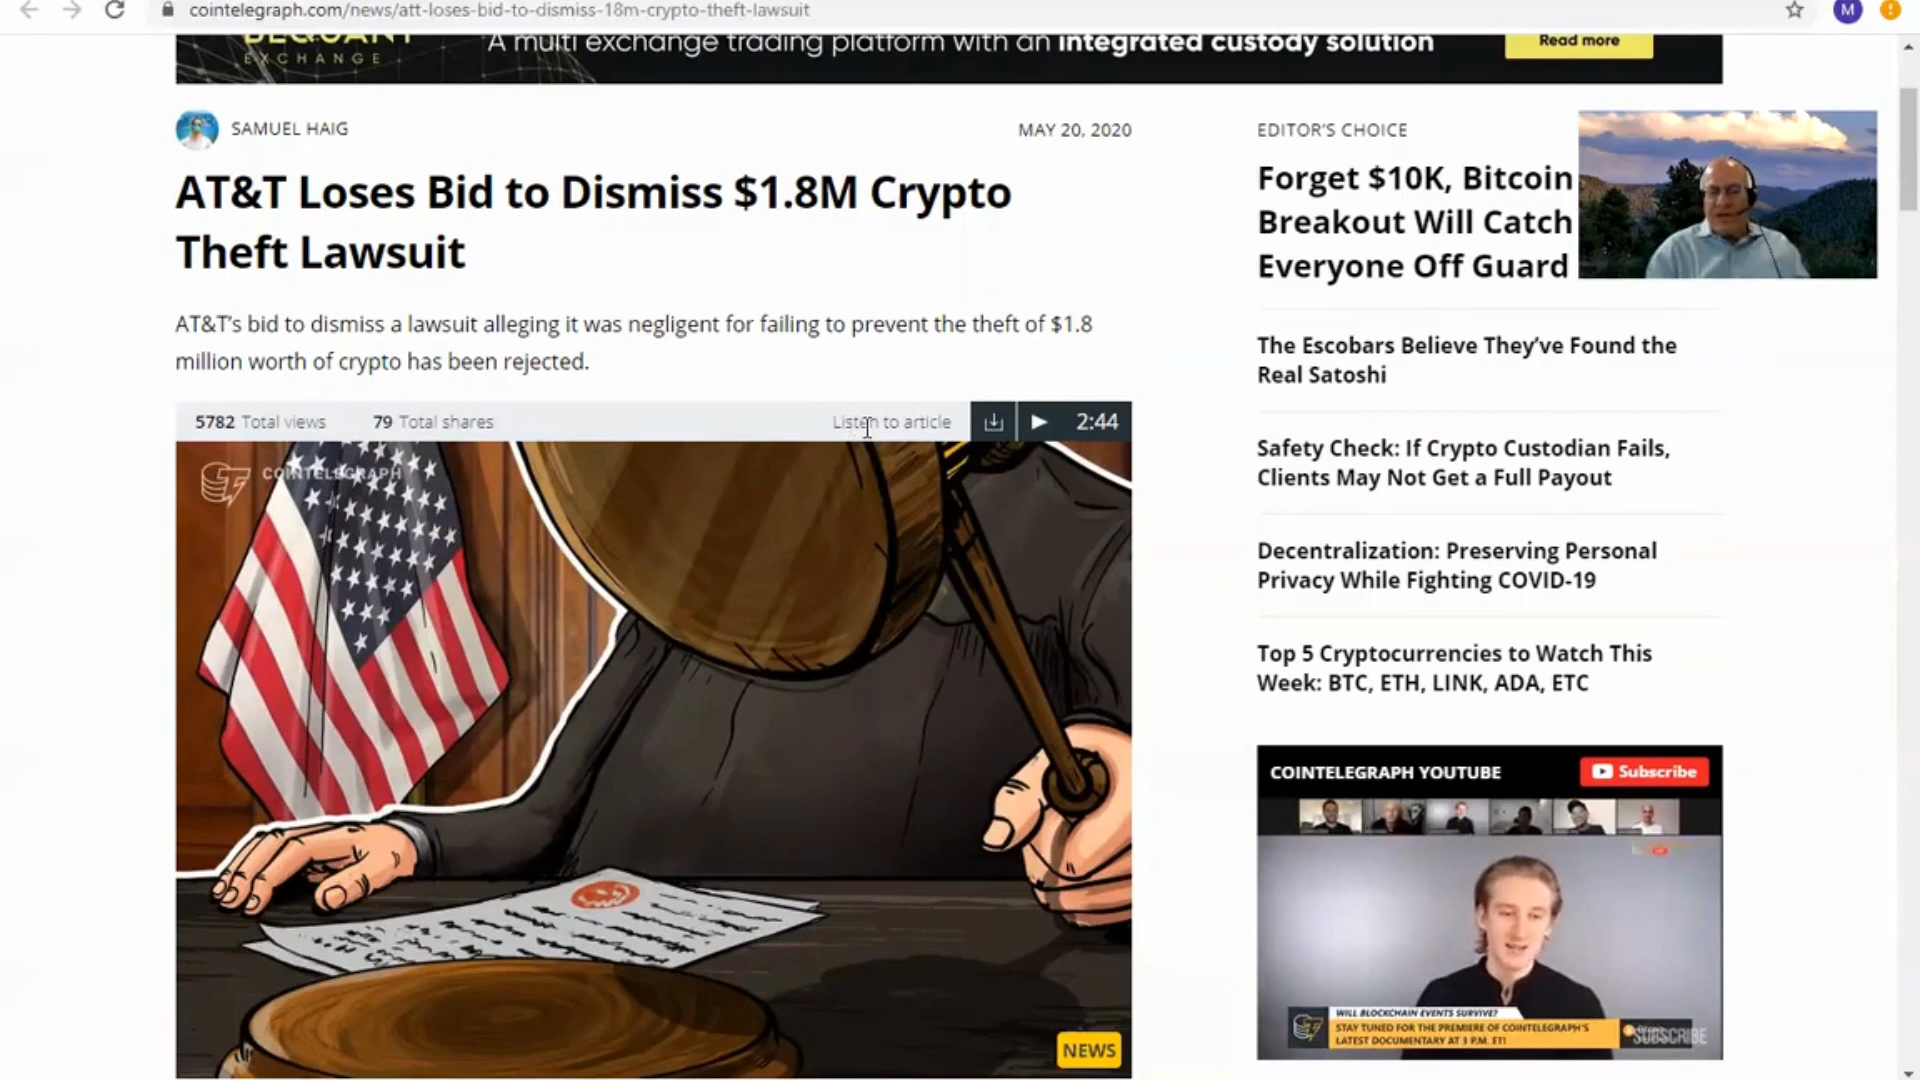 cointelegraph.com/news/att-loses-bid-to-dismiss-18m-crypto-theft-lawsuit
M
EXCHANGE
A multi exchange trading platform with an integrated custody solution
Read more
SAMUEL HAIG
MAY 20, 2020
AT&T Loses Bid to Dismiss $1.8M Crypto
Theft Lawsuit
AT&T's bid to dismiss a lawsuit alleging it was negligent for failing to prevent the theft of $1.8
million worth of crypto has been rejected.
5782 Total views 79 Total shares Listen to article 2:44
COINTELEGRAPH
NEWS
EDITOR'S CHOICE
Forget $10K, Bitcoin
Breakout Will Catch
Everyone Off Guard
The Escobars Believe They've Found the
Real Satoshi
Safety Check: If Crypto Custodian Fails,
Clients May Not Get a Full Payout
Decentralization: Preserving Personal
Privacy While Fighting COVID-19
Top 5 Cryptocurrencies to Watch This
Week: BTC, ETH, LINK, ADA, ETC
COINTELEGRAPH YOUTUBE
Subscribe
WILL BLOCKCHAIN EVENTS SURVIVE?
STAY TUNED FOR THE PREMIERE OF COINTELEGRAPH'S
LATEST DOCUMENTARY AT 3 P.M. ET!
SUBSCRIBE